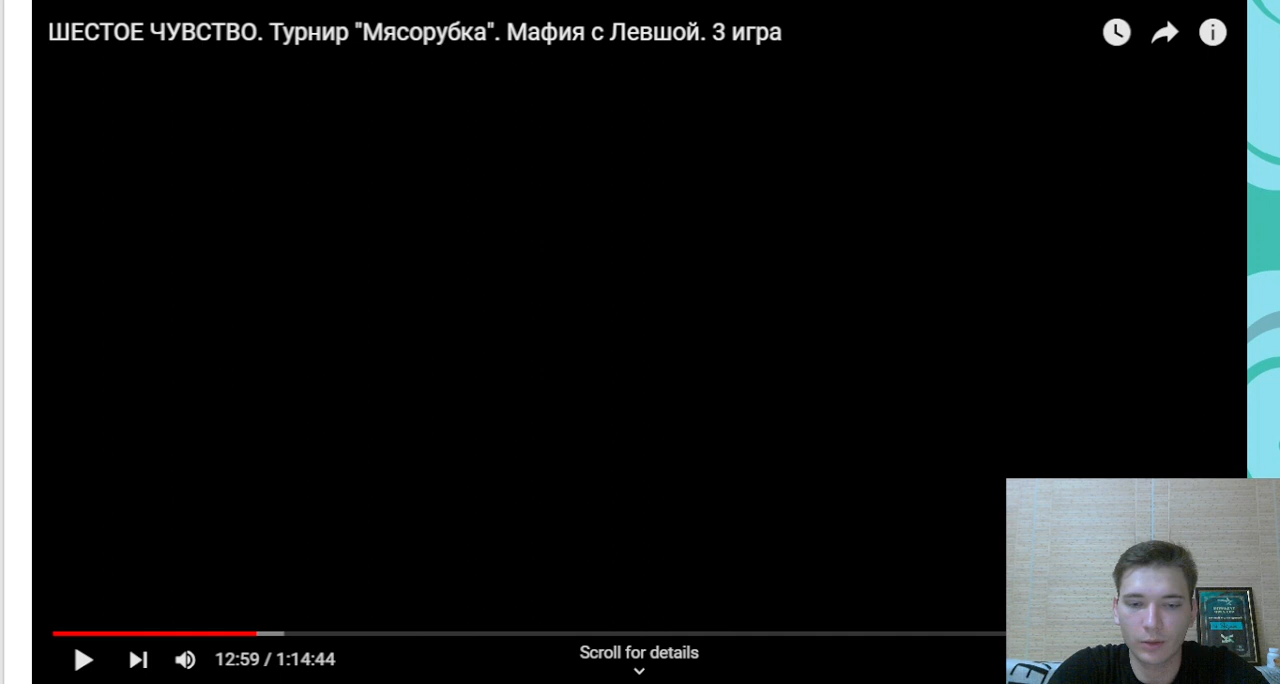 ШЕСТОЕ ЧУВСТВО. Турнир "Мясорубка". Мафия с Левшой. 3 игра
12:59 / 1:14:44
Scroll for details